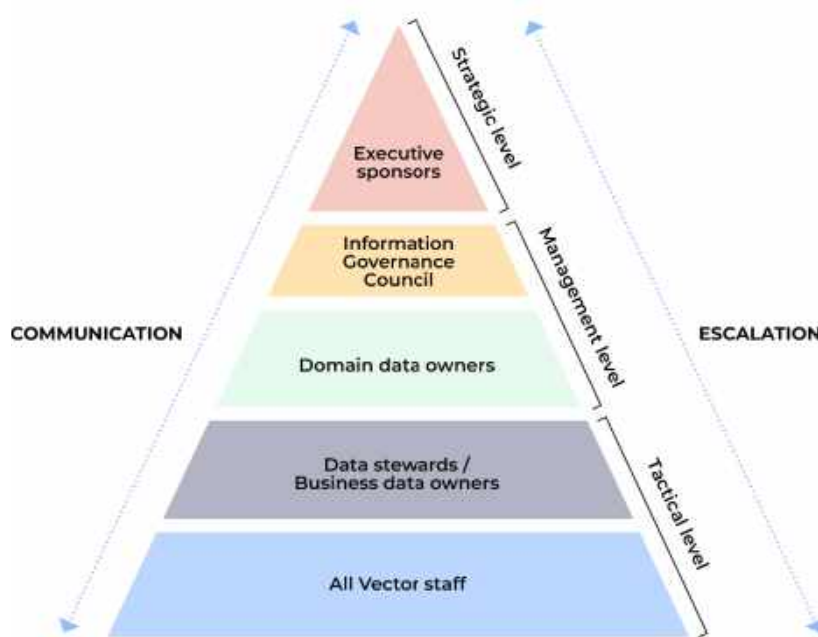 Strategic level
Executive
sponsors
Information
Governance
Council
Management level
COMMUNICATION
ESCALATION
Domain data owners
Data stewards /
Business data owners
Tactical level
All Vector staff